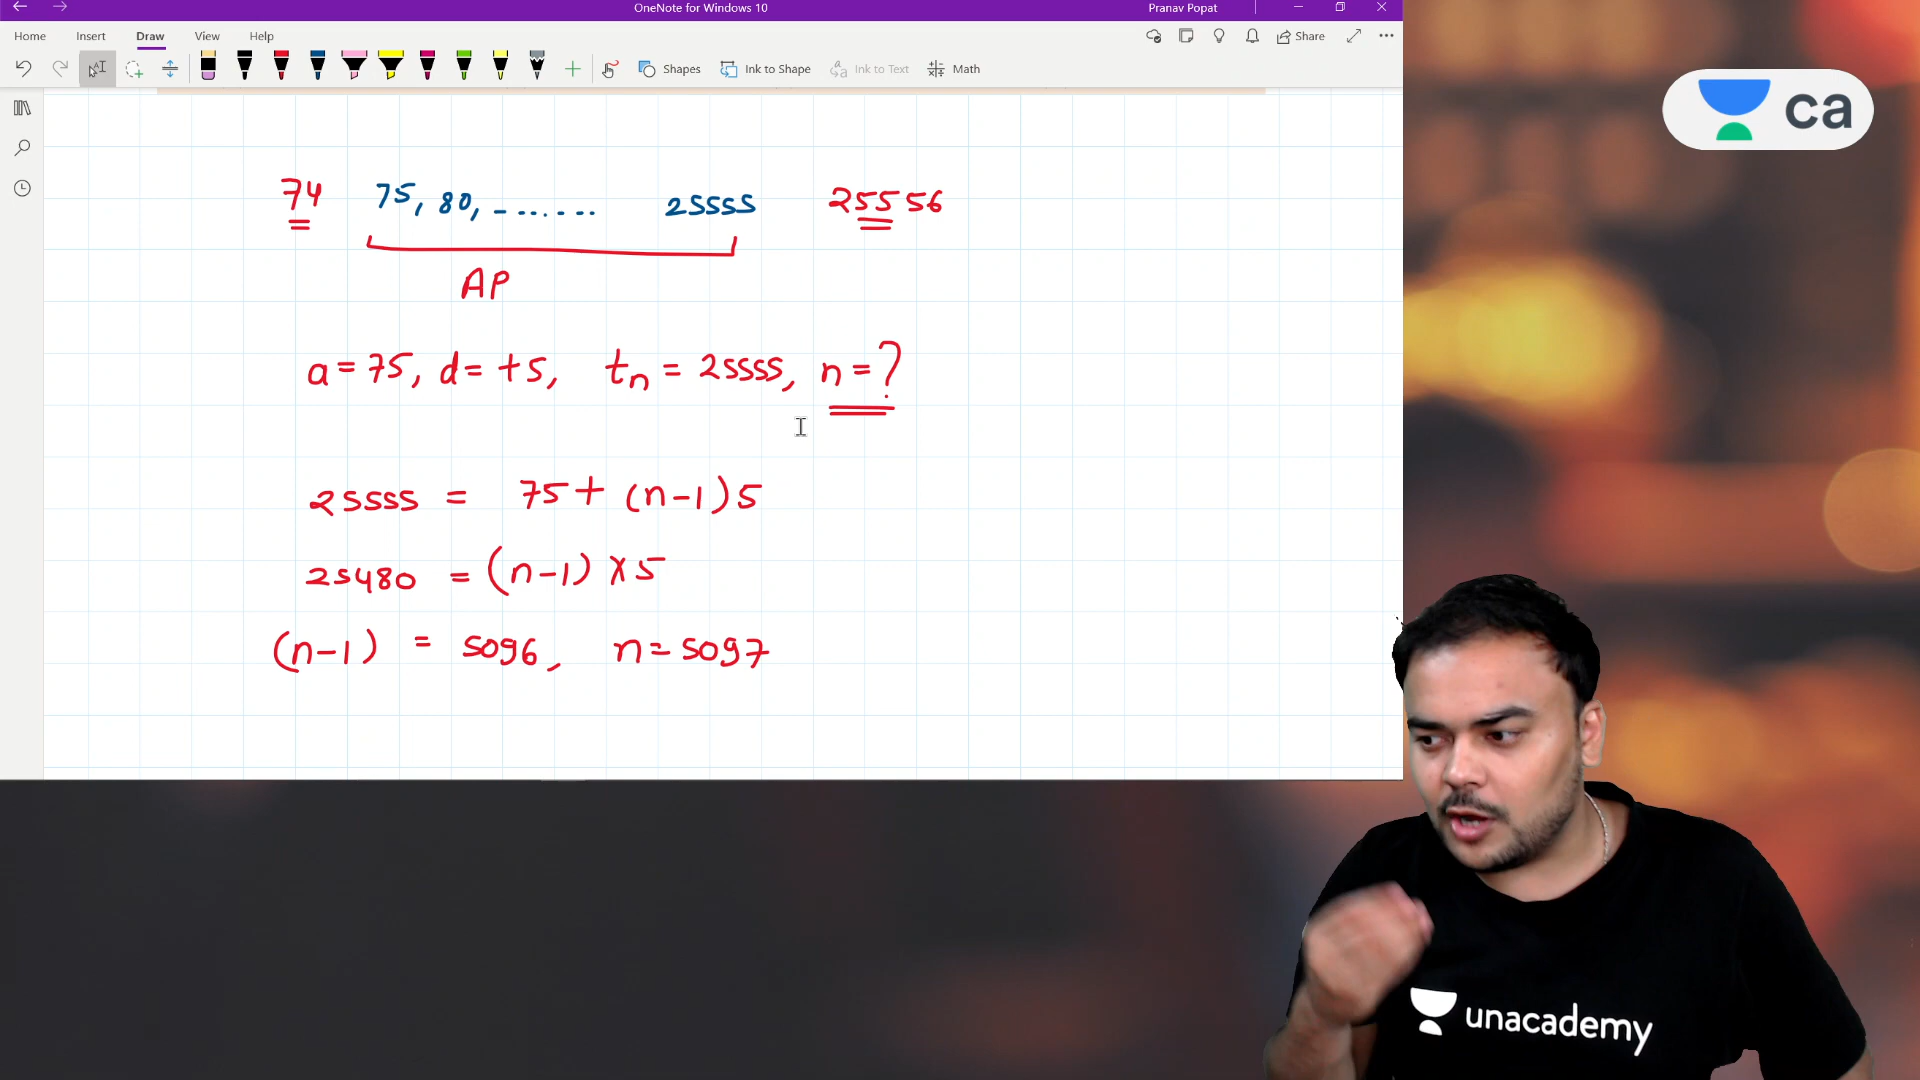 OneNote for Windows 10
Pranav Popat
Home Insert Draw View Help
Share
Shapes Ink to Shape Ink to Text Math
ca
74 75, 80, - ....... 25555 25556
AP
a = 75, d = +5, tn = 25555, n = ?
25555 = 75 + (n-1) 5
25480 = (n-1) X 5
(n-1) = 5096, n = 5097
unacademy